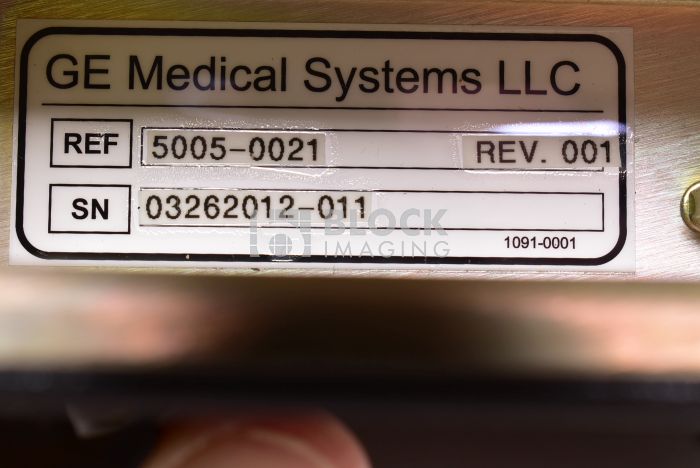 GE Medical Systems LLC
REF 5005-0021 REV. 001
SN 03262012-011
BLOCK
IMAGING
1091-0001